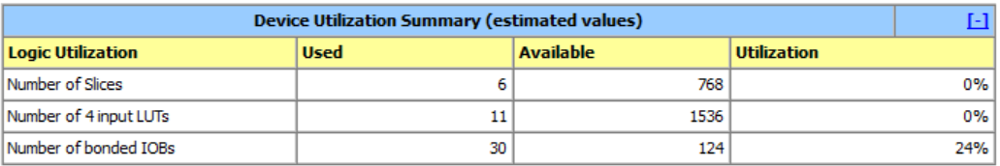 Device Utilization Summary (estimated values) [-]
Logic Utilization Used Available Utilization
Number of Slices 6 768 0%
Number of 4 input LUTs 11 1536 0%
Number of bonded IOBs 30 124 24%